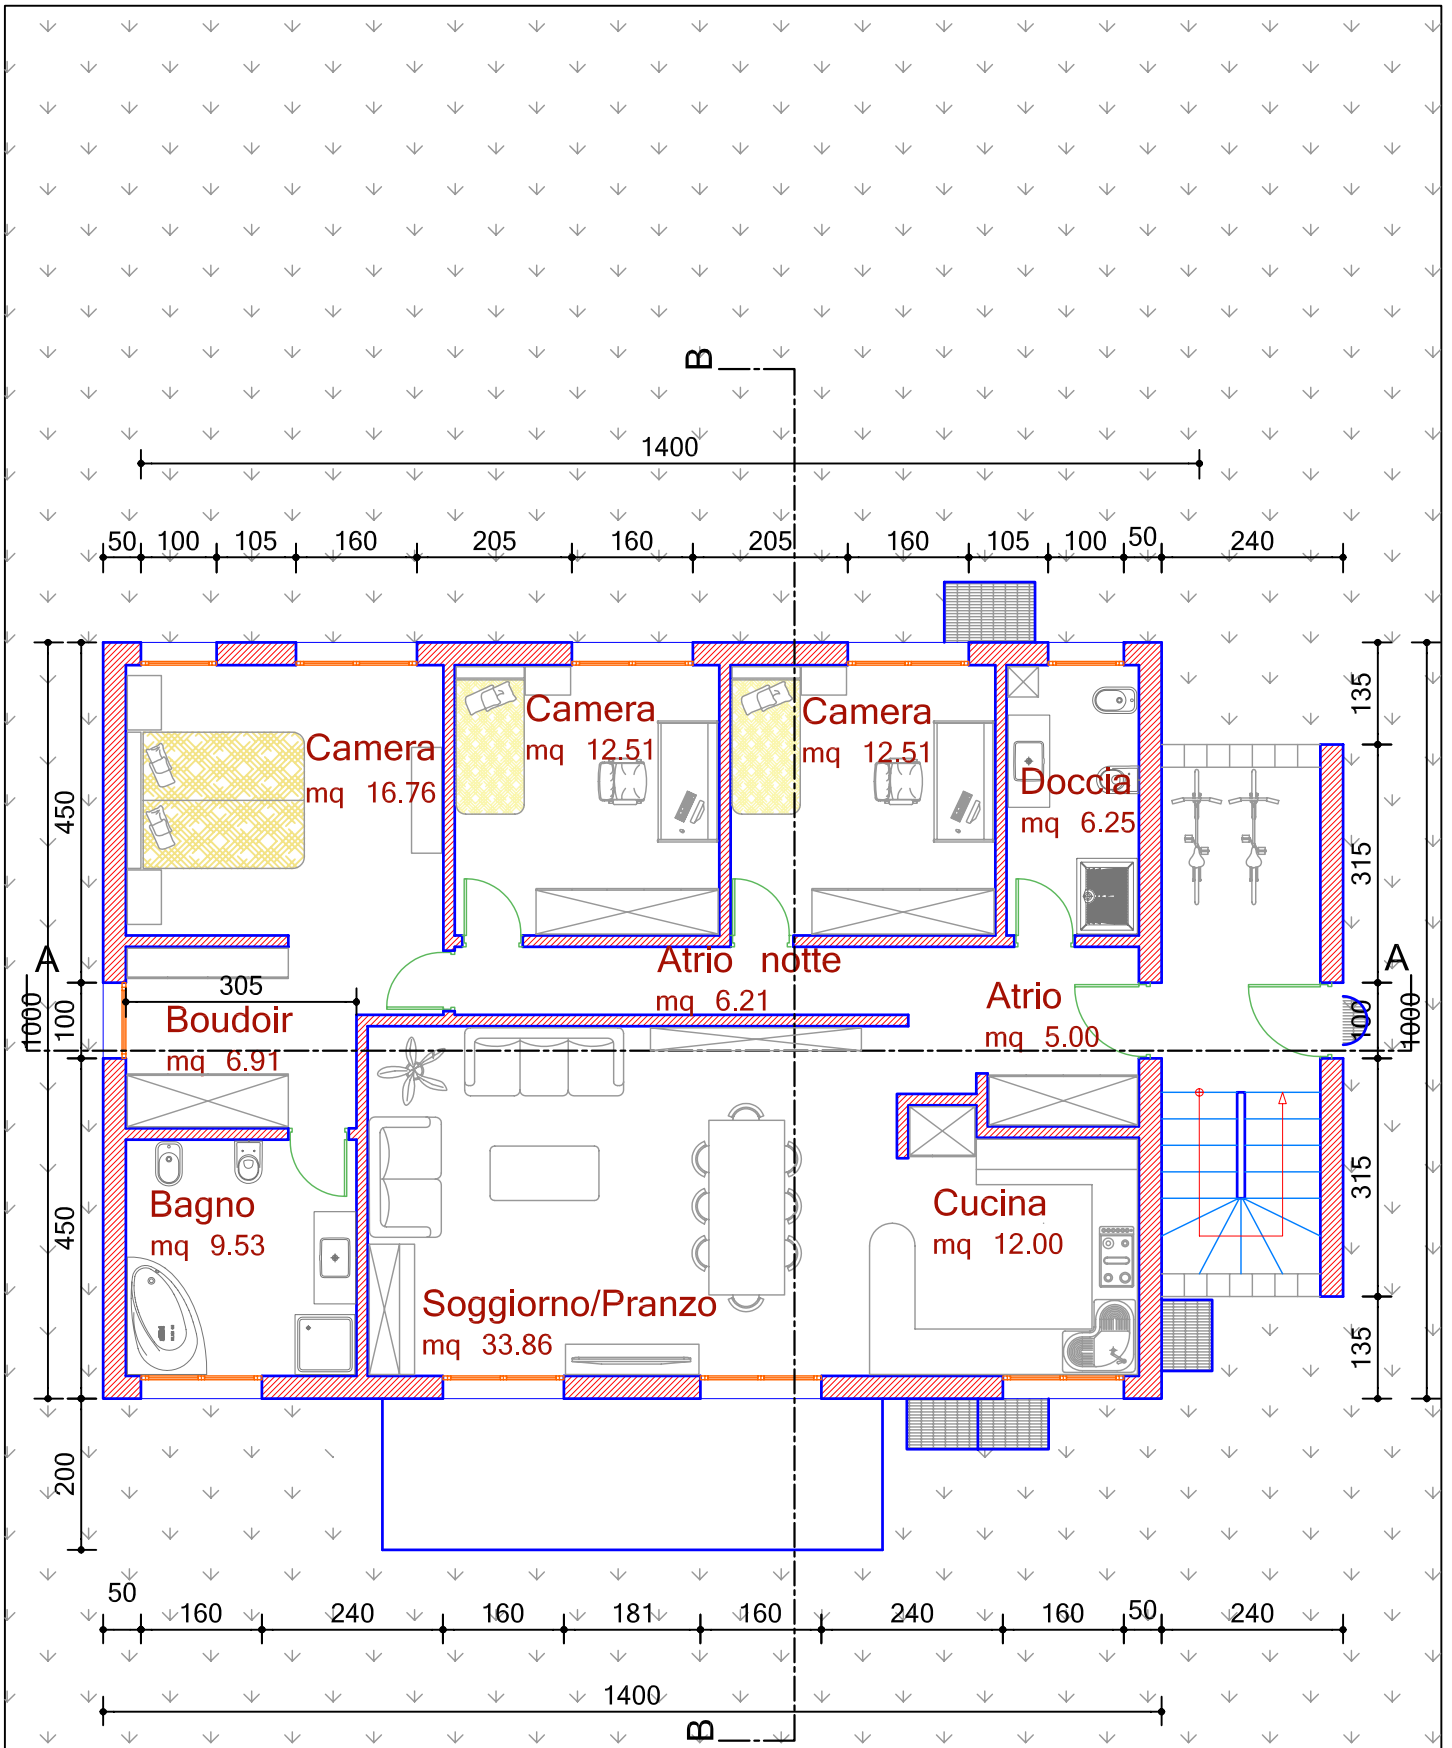 B
1400
50 100 105 160 205 160 205 160 105 100 50 240
Camera
mq 16.76
Camera
mq 12.51
Camera
mq 12.51
Doccia
mq 6.25
450
100
450
200
1000
135
315
100
315
135
1000
A
A
305
Boudoir
mq 6.91
Atrio notte
mq 6.21
Atrio
mq 5.00
Bagno
mq 9.53
Soggiorno/Pranzo
mq 33.86
Cucina
mq 12.00
50 160 240 160 181 160 240 160 50 240
1400
B